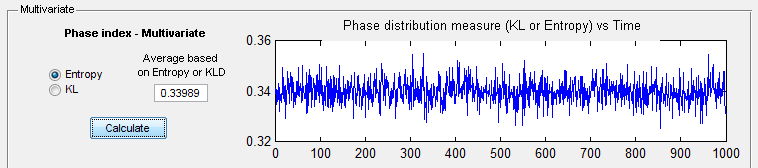 Multivariate
Phase index - Multivariate
Average based
on Entropy or KLD
Entropy
KL
0.33989
Calculate
Phase distribution measure (KL or Entropy) vs Time
0.36
0.34
0.32
0 100 200 300 400 500 600 700 800 900 1000